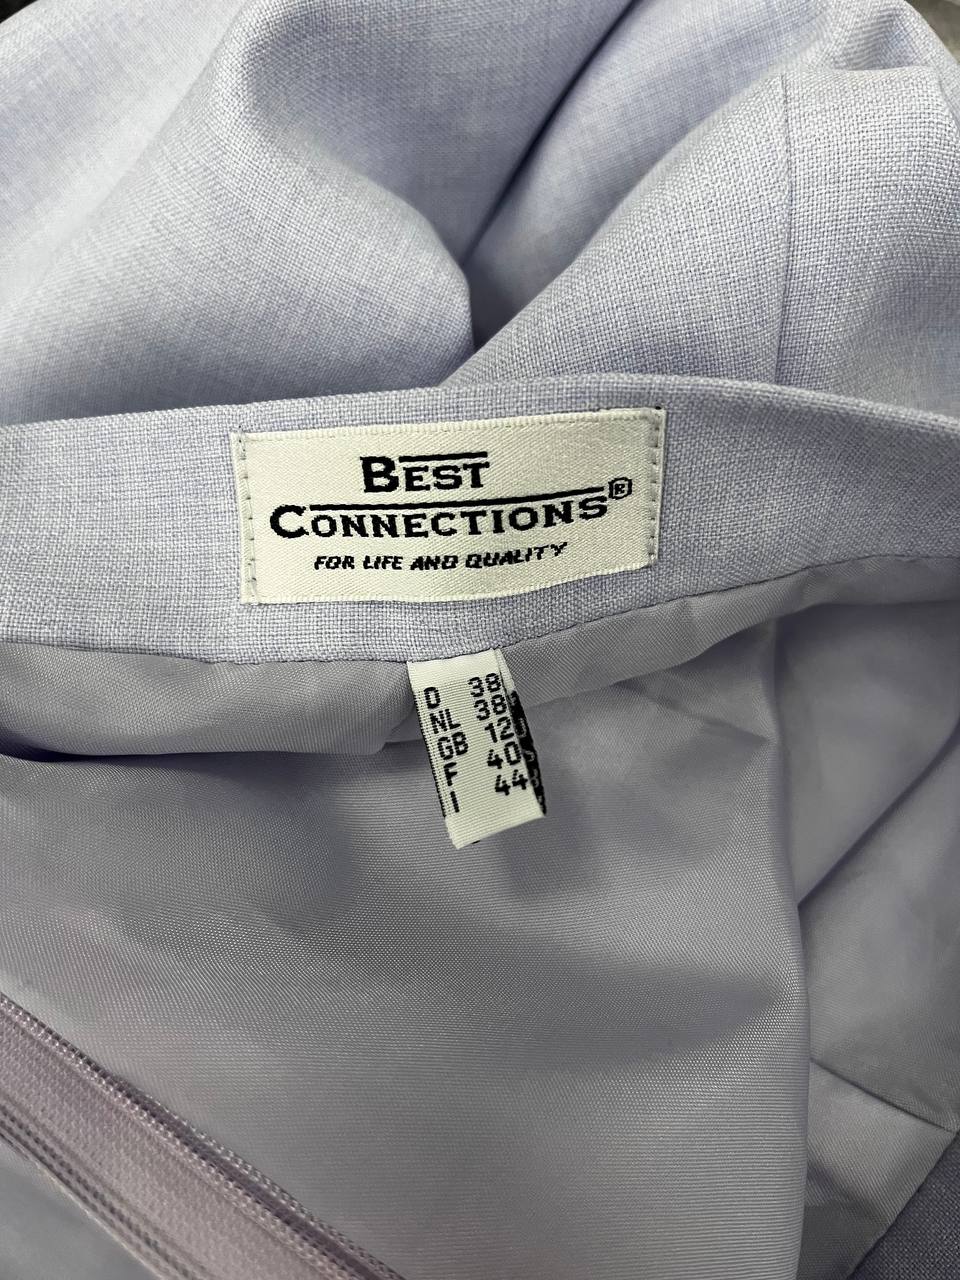 BEST
CONNECTIONS®
FOR LIFE AND QUALITY
D 38
NL 38
GB 12
F 40
I 44